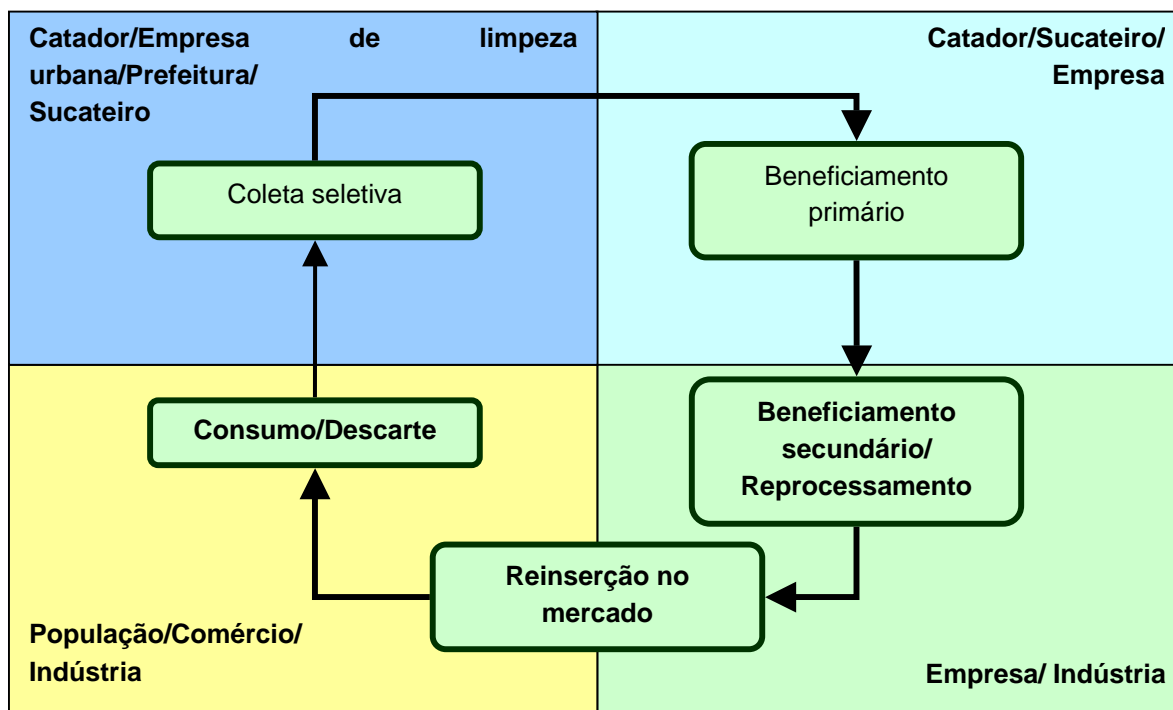 Catador/Empresa de limpeza
urbana/Prefeitura/
Sucateiro
Catador/Sucateiro/
Empresa
Coleta seletiva
Beneficiamento
primário
Consumo/Descarte
Beneficiamento
secundário/
Reprocessamento
Reinserção no
mercado
População/Comércio/
Indústria
Empresa/ Indústria